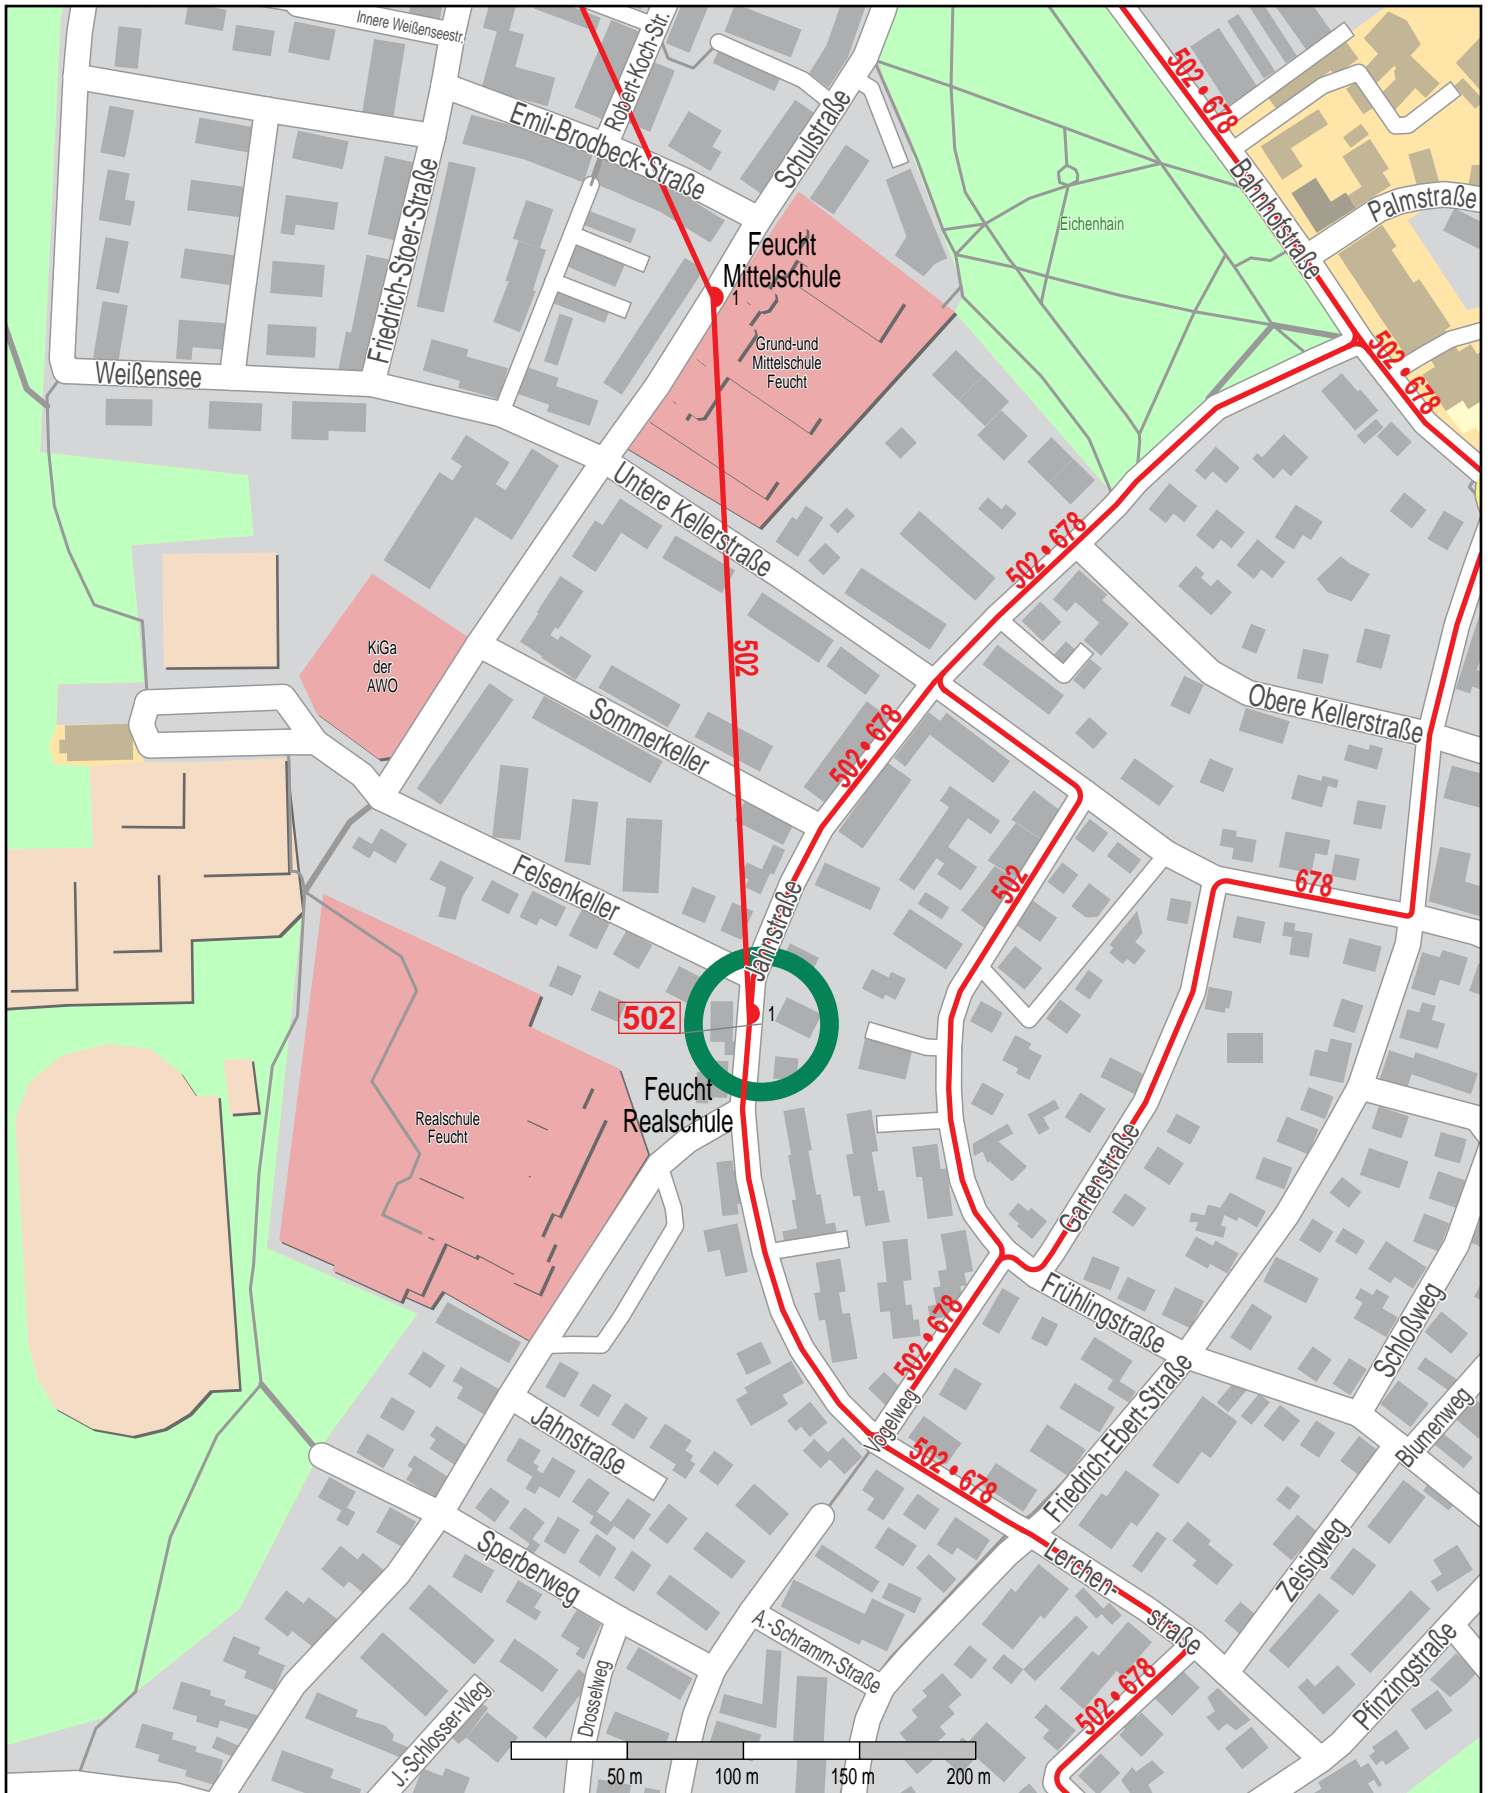 Innere Weißenseestr.
Robert-Koch-Str.
502 • 678
Emil-Brodbeck-Straße
Schulstraße
Friedrich-Stoer-Straße
Bahnhofstraße
Palmstraße
Eichenhain
Feucht
Mittelschule
1
Grund-und
Mittelschule
Feucht
502 • 678
Weißensee
Untere Kellerstraße
502 • 678
KiGa
der
AWO
502
Sommerkeller
502 • 678
Obere Kellerstraße
Felsenkeller
Jahnstraße
502
678
502
1
Feucht
Realschule
Realschule
Feucht
Gartenstraße
Frühlingstraße
502 • 678
Schloßweg
Vogelweg
Friedrich-Ebert-Straße
Blumenweg
Jahnstraße
502 • 678
Sperberweg
Lerchen-
straße
Zeisigweg
A.-Schramm-Straße
Drosselweg
J.-Schlosser-Weg
502 • 678
Pfinzingstraße
50 m
100 m
150 m
200 m